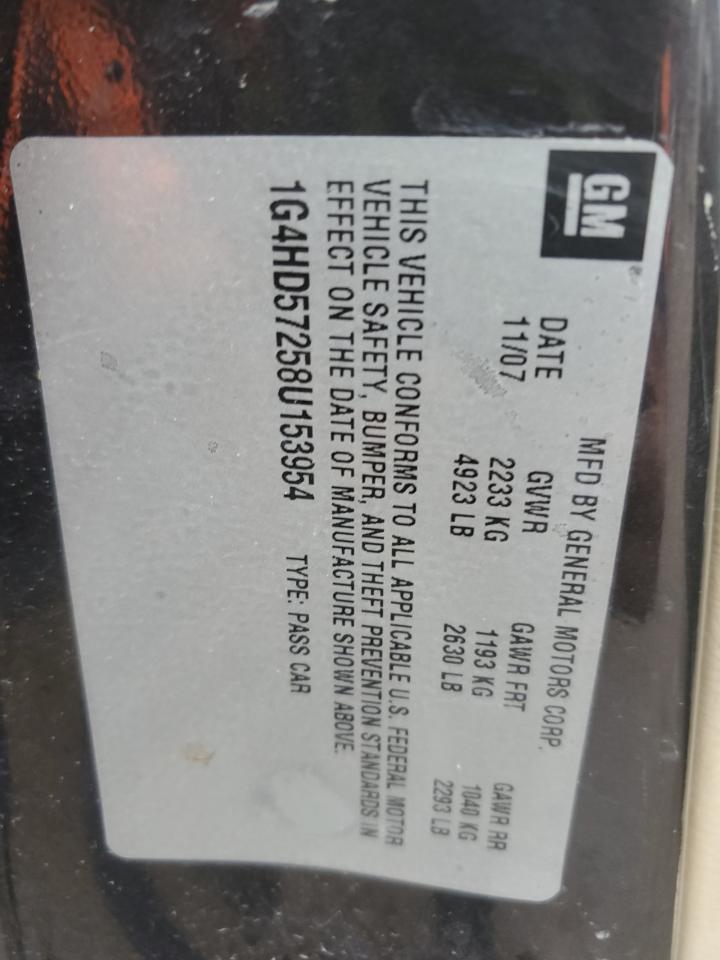 GM
MFD BY GENERAL MOTORS CORP.
DATE GVWR GAWR FRT GAWR RR
11/07 2233 KG 1193 KG 1040 KG
4923 LB 2630 LB 2293 LB
THIS VEHICLE CONFORMS TO ALL APPLICABLE U.S. FEDERAL MOTOR
VEHICLE SAFETY, BUMPER, AND THEFT PREVENTION STANDARDS IN
EFFECT ON THE DATE OF MANUFACTURE SHOWN ABOVE.
1G4HD57258U153954 TYPE: PASS CAR